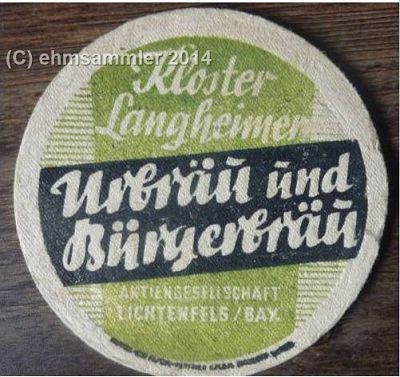 (C) ehmsammler 2014
Kloster
Langheimer
Urbräu und
Bürgerbräu
AKTIENGESELLSCHAFT
LICHTENFELS/BAY.